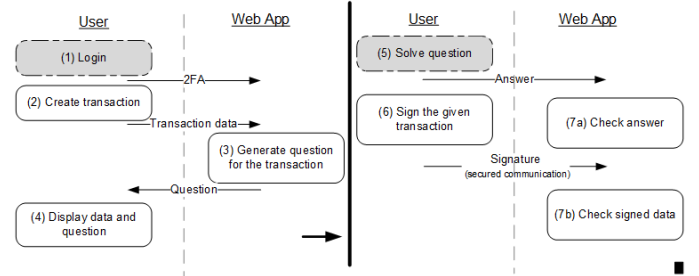 User
Web App
(1) Login
2FA
(2) Create transaction
Transaction data
(3) Generate question
for the transaction
Question
(4) Display data and
question
User
Web App
(5) Solve question
Answer
(6) Sign the given
transaction
(7a) Check answer
Signature
(secured communication)
(7b) Check signed data